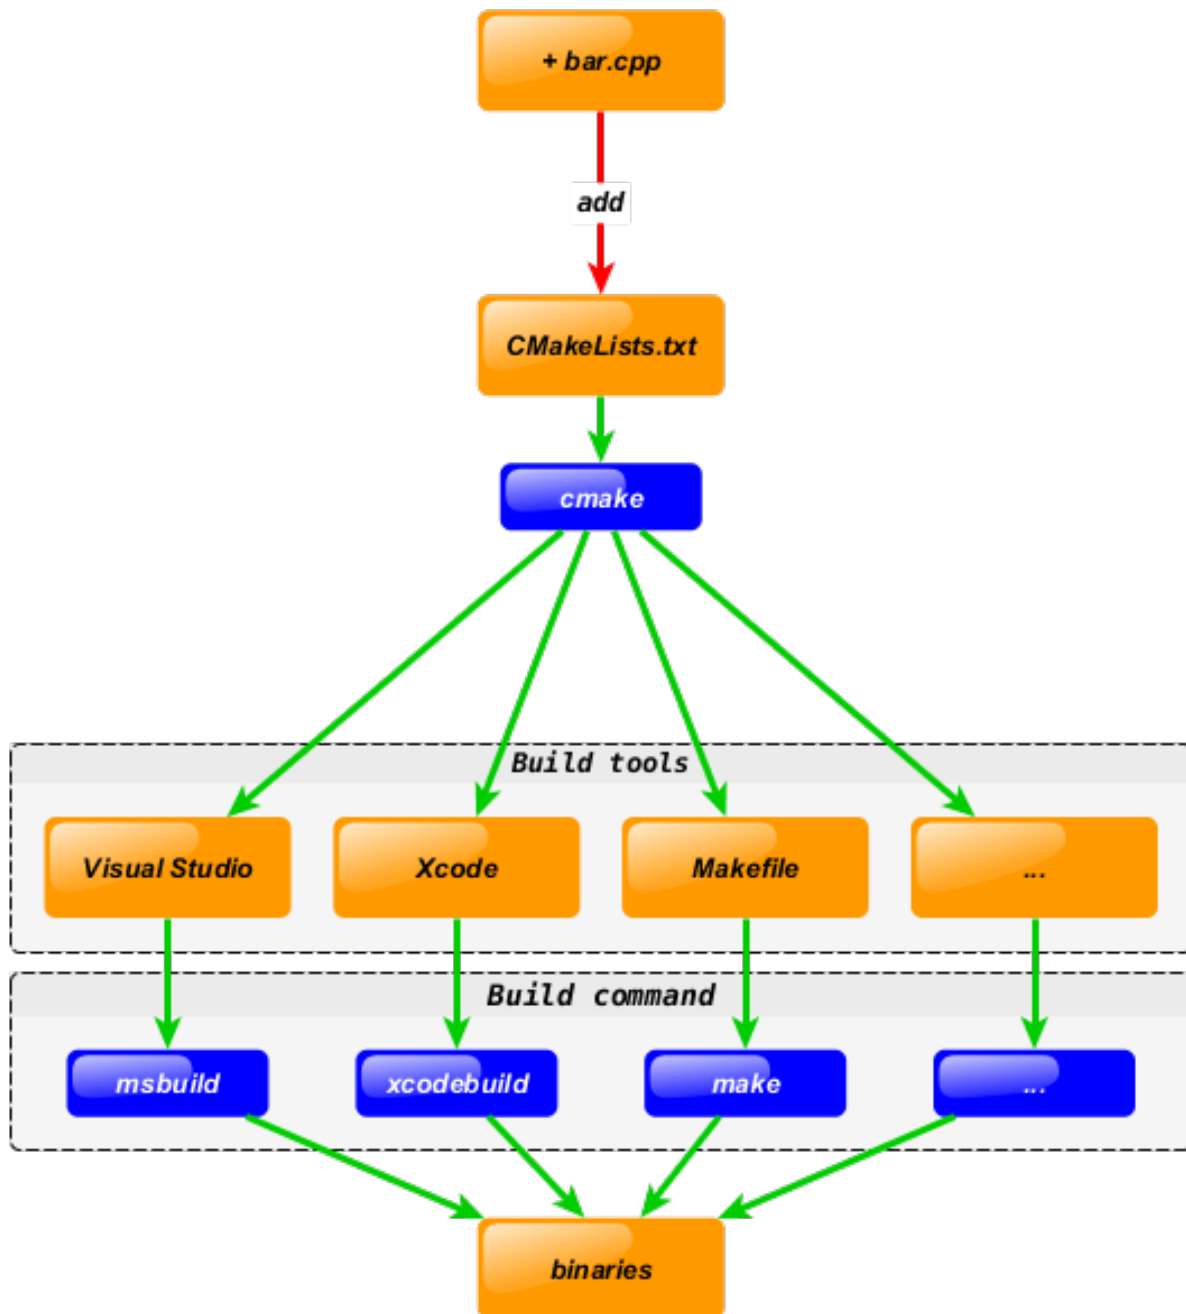 + bar.cpp
add
CMakeLists.txt
cmake
Build tools
Visual Studio
Xcode
Makefile
...
Build command
msbuild
xcodebuild
make
...
binaries